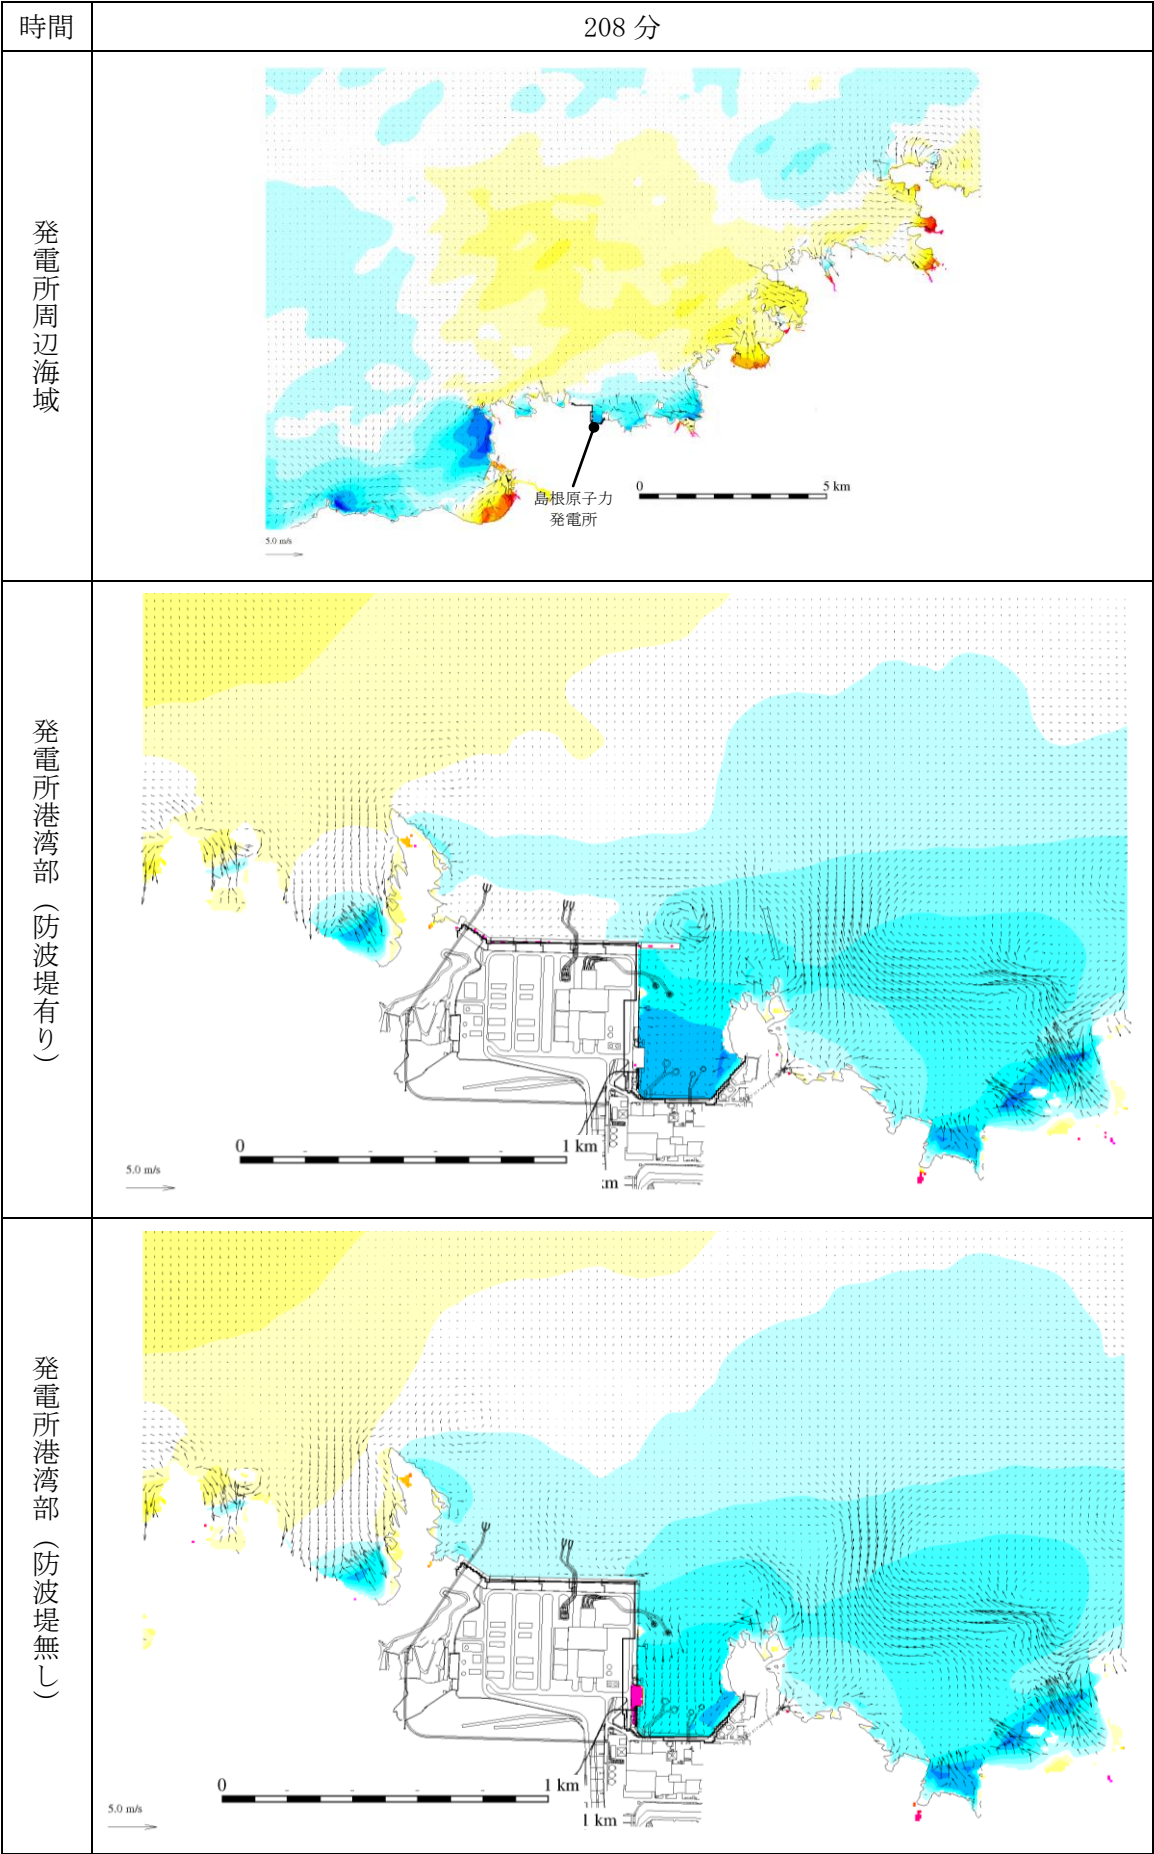 時間
208 分
発電所周辺海域
島根原子力
発電所
0
5 km
5.0 m/s
発電所港湾部（防波堤有り）
0
1 km
:m
5.0 m/s
発電所港湾部（防波堤無し）
0
1 km
1 km
5.0 m/s